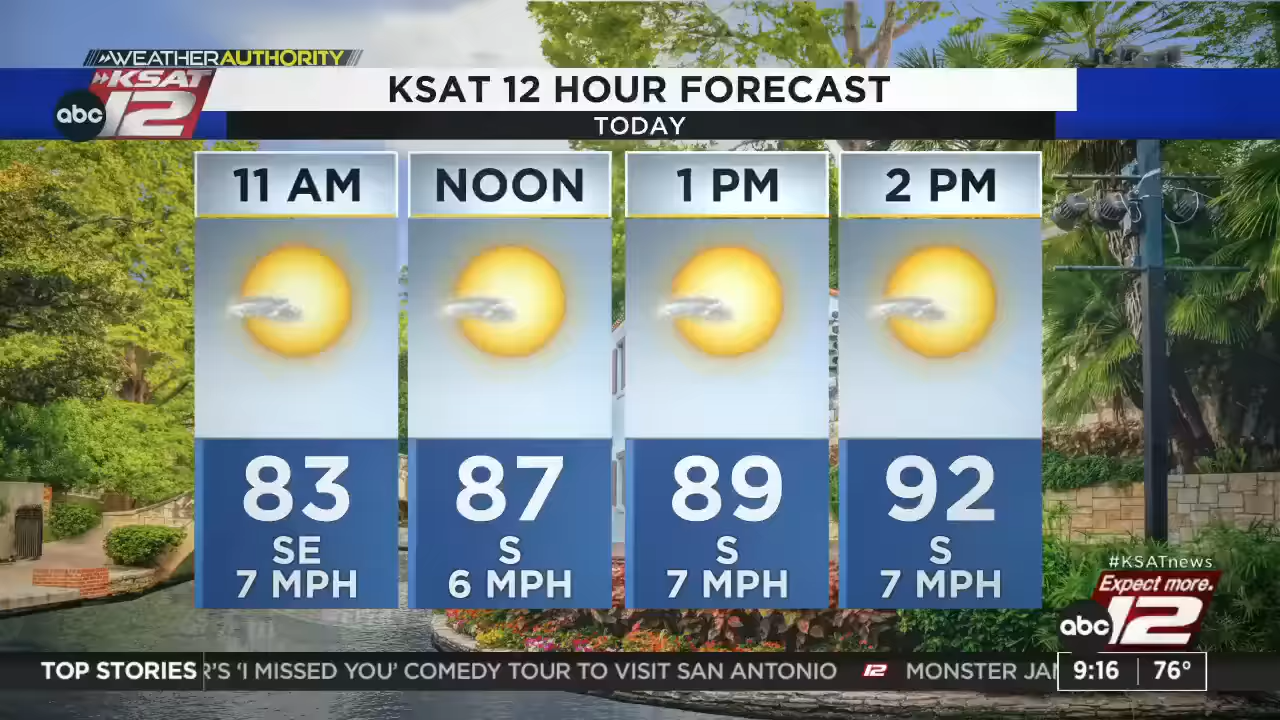 WEATHERAUTHORITY
KSAT
abc 12
KSAT 12 HOUR FORECAST
TODAY
11 AM
NOON
1 PM
2 PM
83
SE
7 MPH
87
S
6 MPH
89
S
7 MPH
92
S
7 MPH
#KSATnews
Expect more.
abc 12
TOP STORIES
R'S 'I MISSED YOU' COMEDY TOUR TO VISIT SAN ANTONIO 12 MONSTER JA
9:16 76°